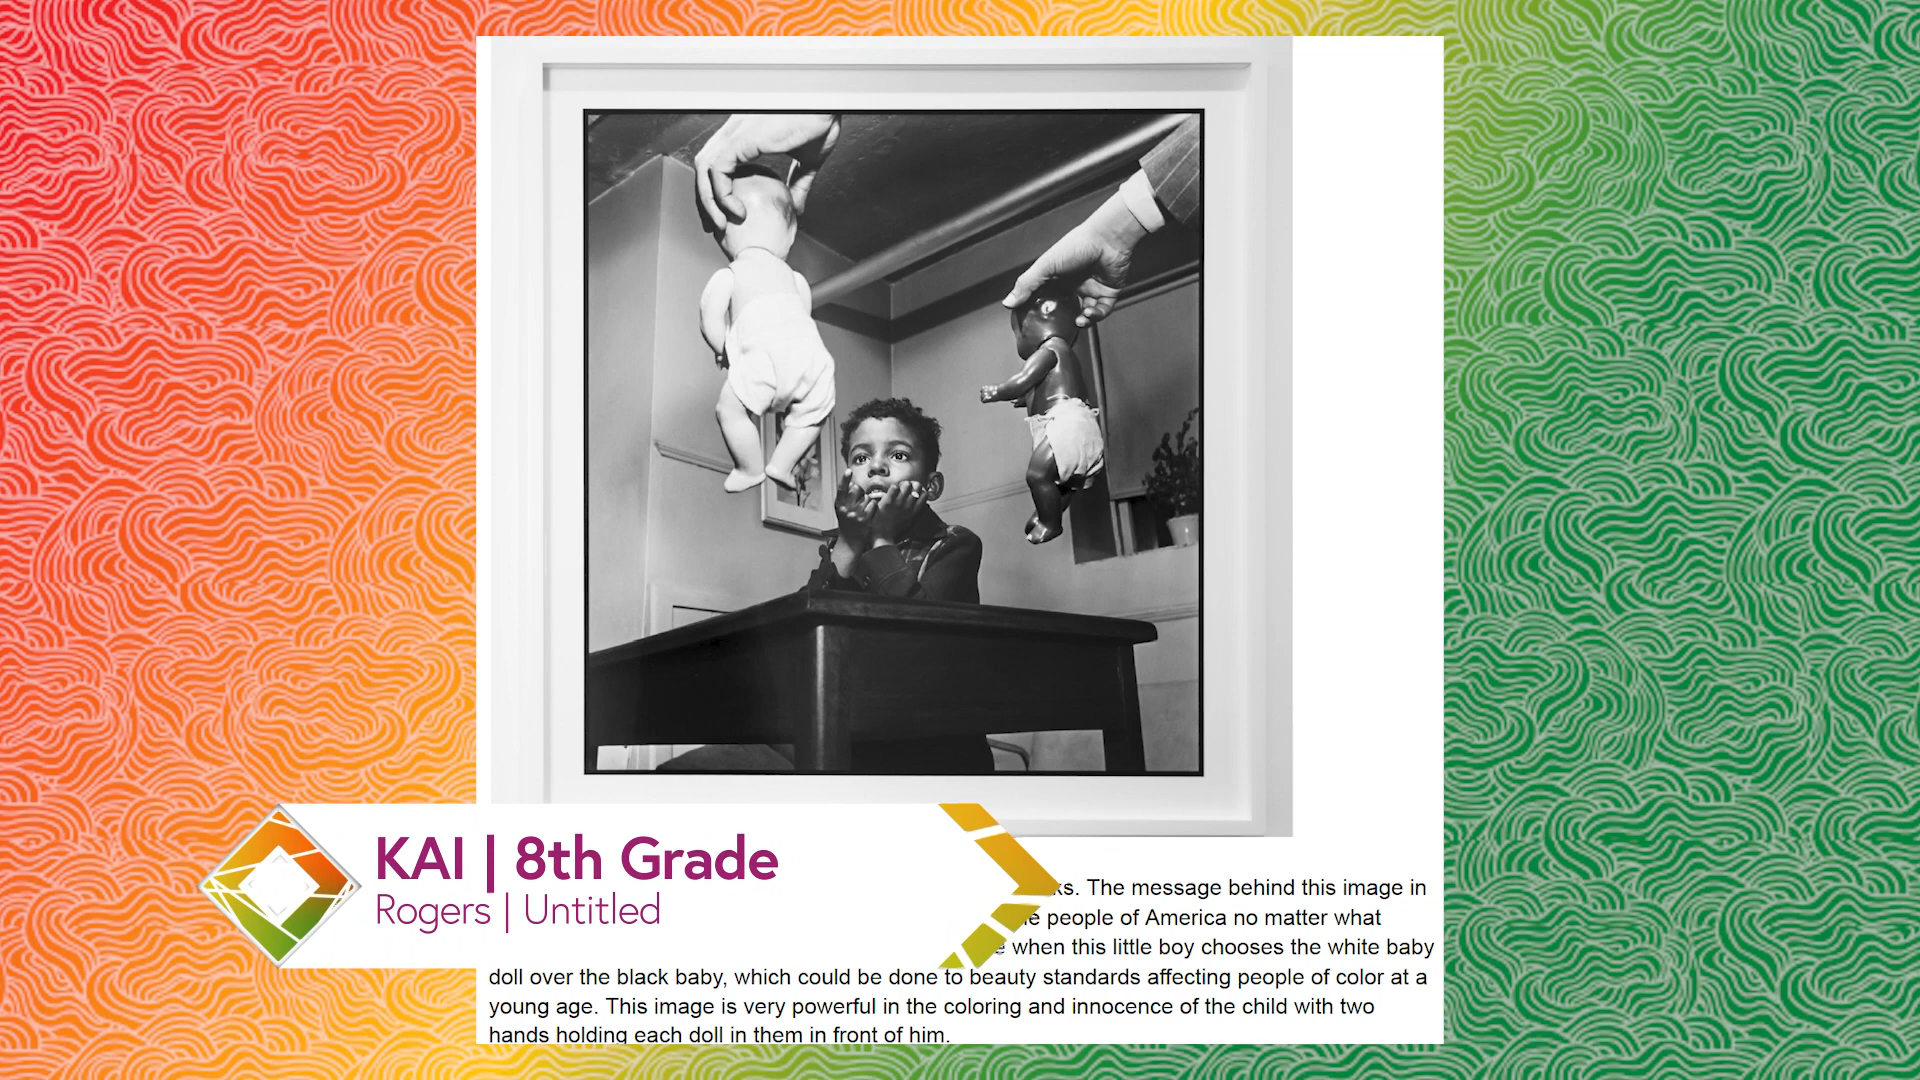 KAI | 8th Grade
Rogers | Untitled
The message behind this image in
people of America no matter what
when this little boy chooses the white baby
doll over the black baby, which could be done to beauty standards affecting people of color at a
young age. This image is very powerful in the coloring and innocence of the child with two
hands holding each doll in them in front of him.